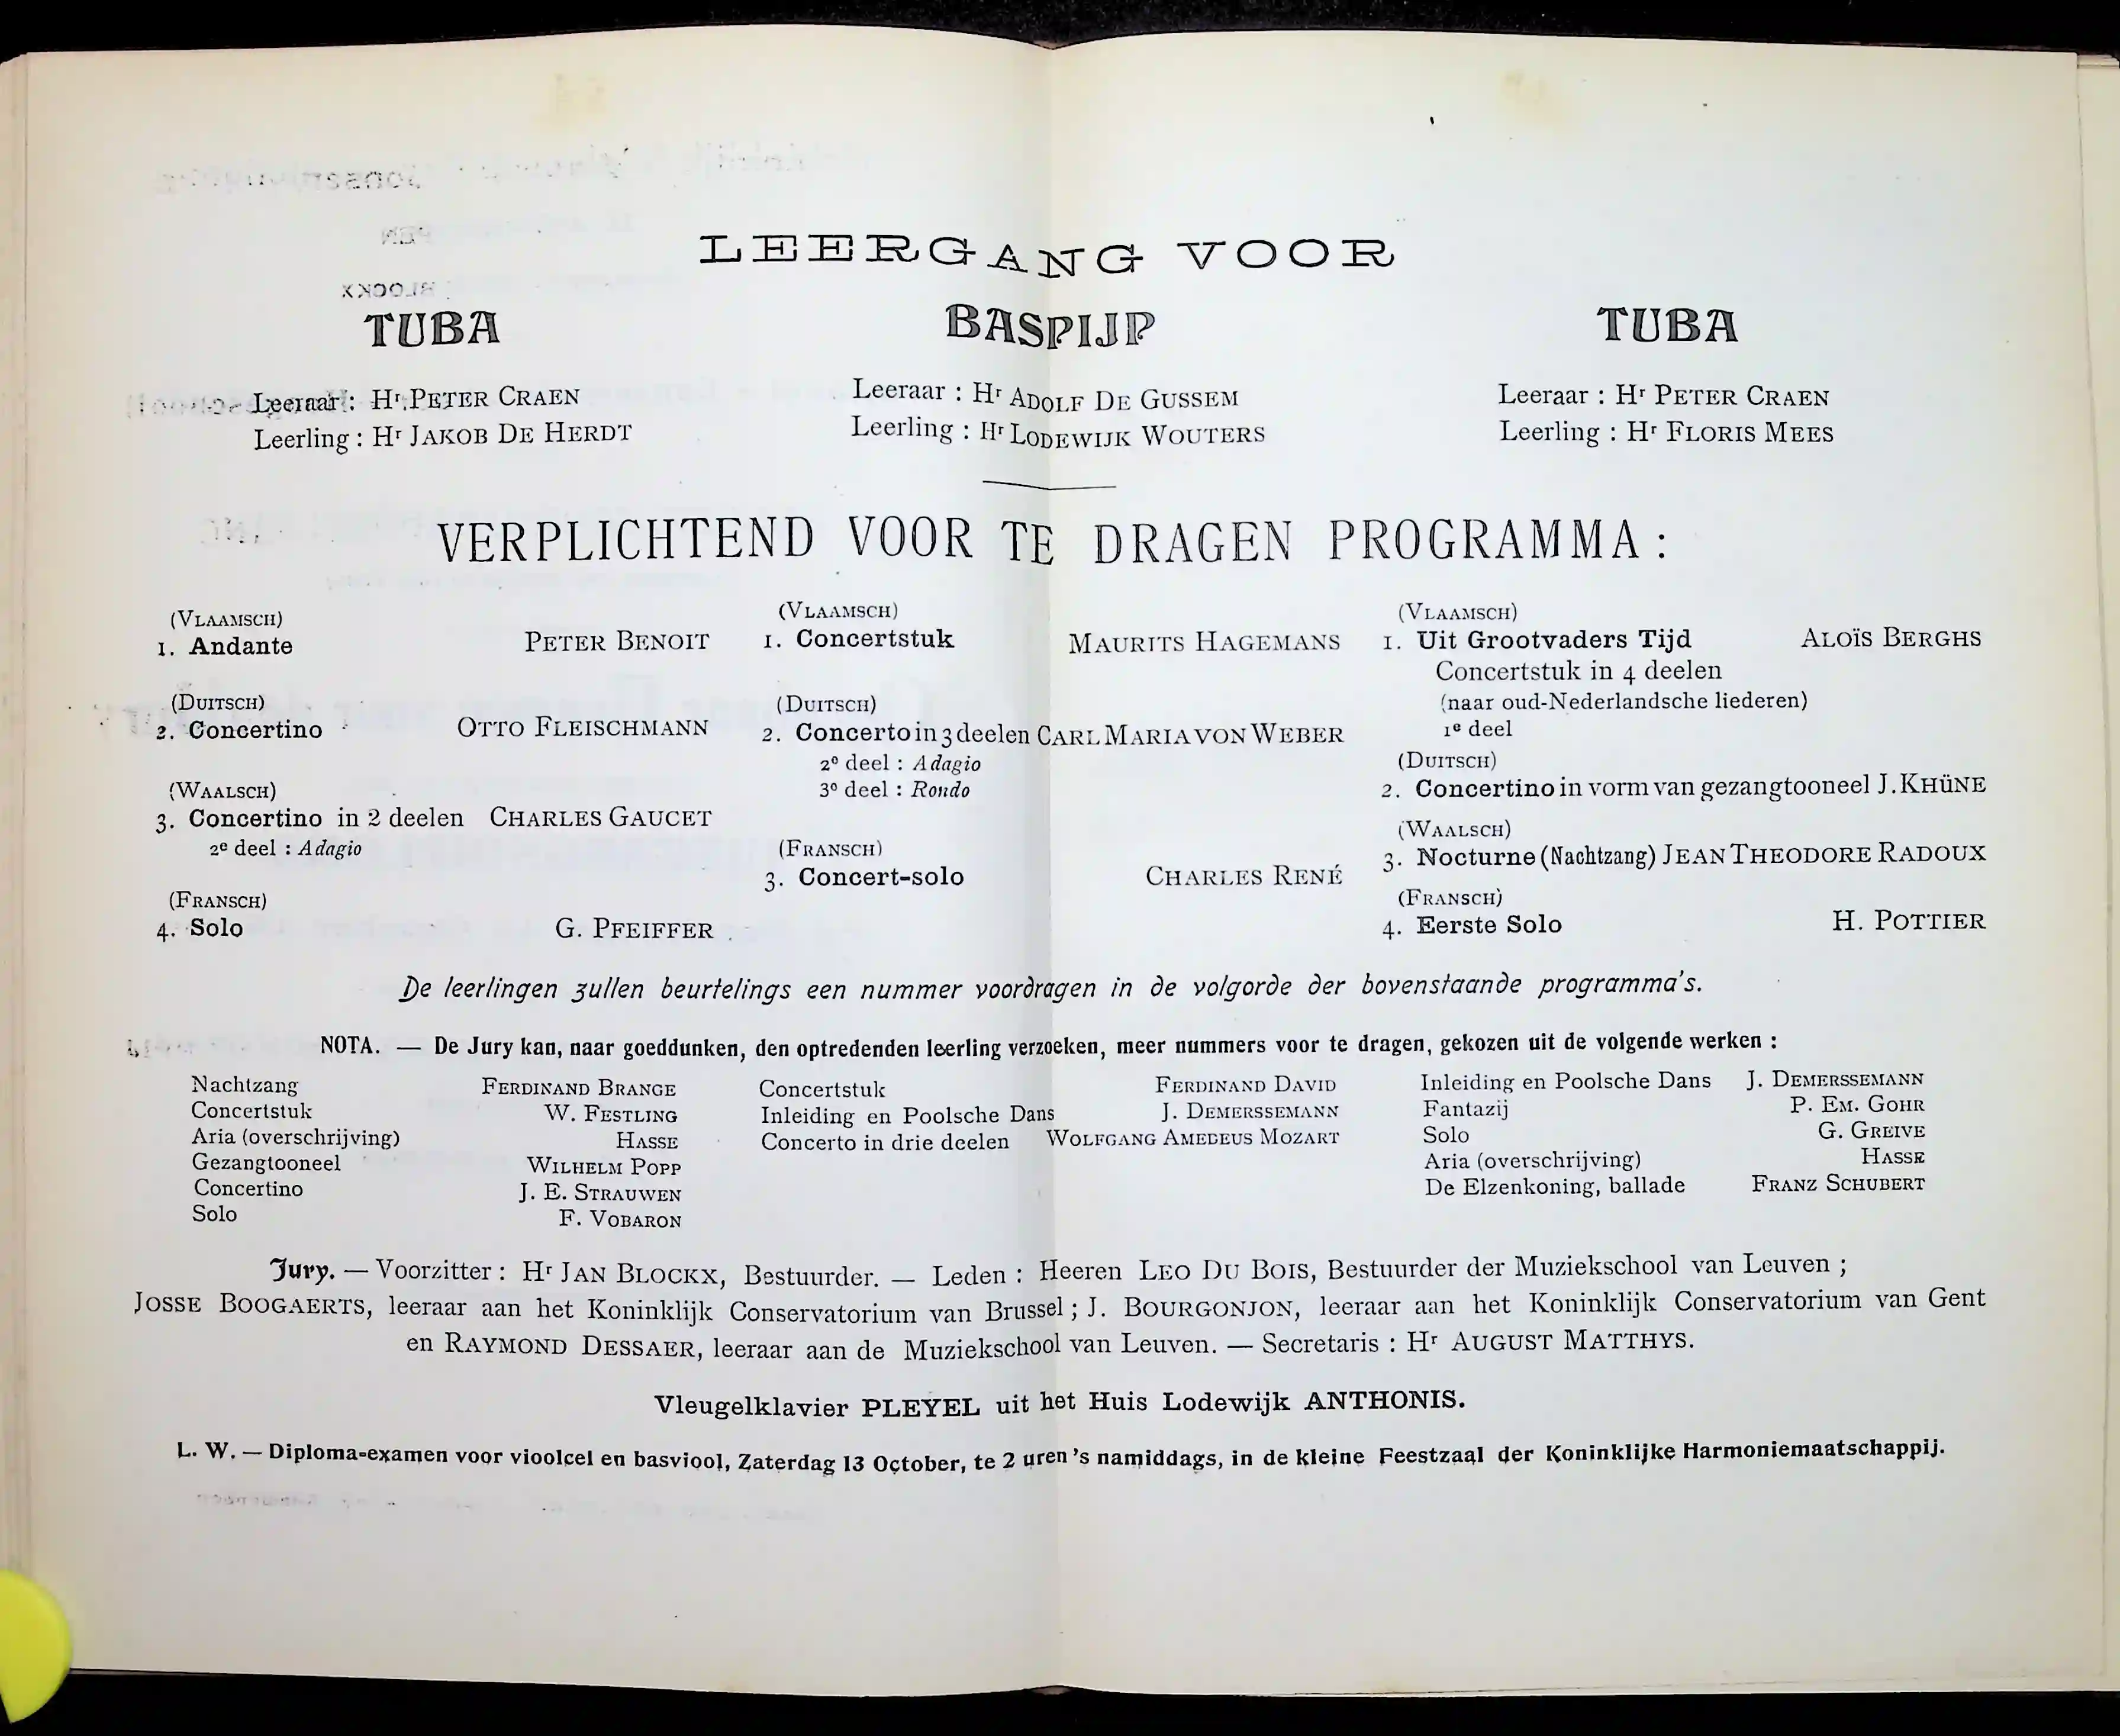 LEERGANG VOOR
TUBA
Leeraar : Hr. PETER CRAEN
Leerling : Hr JAKOB DE HERDT
BASPIJP
Leeraar : Hr ADOLF DE GUSSEM
Leerling : Hr LODEWIJK WOUTERS
TUBA
Leeraar : Hr PETER CRAEN
Leerling : Hr FLORIS MEES
VERPLICHTEND VOOR TE DRAGEN PROGRAMMA :
(VLAAMSCH)
1. Andante PETER BENOIT
(DUITSCH)
2. Concertino OTTO FLEISCHMANN
(WAALSCH)
3. Concertino in 2 deelen CHARLES GAUCET
2e deel : Adagio
(FRANSCH)
4. Solo G. PFEIFFER
(VLAAMSCH)
1. Concertstuk MAURITS HAGEMANS
(DUITSCH)
2. Concerto in 3 deelen CARL MARIA VON WEBER
2e deel : Adagio
3e deel : Rondo
(FRANSCH)
3. Concert-solo CHARLES RENÉ
(VLAAMSCH)
1. Uit Grootvaders Tijd ALOïS BERGHS
Concertstuk in 4 deelen
(naar oud-Nederlandsche liederen)
1e deel
(DUITSCH)
2. Concertino in vorm van gezangtooneel J. KHüNE
(WAALSCH)
3. Nocturne (Nachtzang) JEAN THEODORE RADOUX
(FRANSCH)
4. Eerste Solo H. POTTIER
De leerlingen zullen beurtelings een nummer voordragen in de volgorde der bovenstaande programma's.
NOTA. — De Jury kan, naar goeddunken, den optredenden leerling verzoeken, meer nummers voor te dragen, gekozen uit de volgende werken :
Nachtzang FERDINAND BRANGE
Concertstuk W. FESTLING
Aria (overschrijving) HASSE
Gezangtooneel WILHELM POPP
Concertino J. E. STRAUWEN
Solo F. VOBARON
Concertstuk FERDINAND DAVID
Inleiding en Poolsche Dans J. DEMERSSEMANN
Concerto in drie deelen WOLFGANG AMEDEUS MOZART
Inleiding en Poolsche Dans J. DEMERSSEMANN
Fantazij P. EM. GOHR
Solo G. GREIVE
Aria (overschrijving) HASSE
De Elzenkoning, ballade FRANZ SCHUBERT
Jury. — Voorzitter : Hr JAN BLOCKX, Bestuurder. — Leden : Heeren LEO DU BOIS, Bestuurder der Muziekschool van Leuven ;
JOSSE BOOGAERTS, leeraar aan het Koninklijk Conservatorium van Brussel ; J. BOURGONJON, leeraar aan het Koninklijk Conservatorium van Gent
en RAYMOND DESSAER, leeraar aan de Muziekschool van Leuven. — Secretaris : Hr AUGUST MATTHYS.
Vleugelklavier PLEYEL uit het Huis Lodewijk ANTHONIS.
L. W. — Diploma-examen voor vioolcel en basviool, Zaterdag 13 October, te 2 uren 's namiddags, in de kleine Feestzaal der Koninklijke Harmoniemaatschappij.